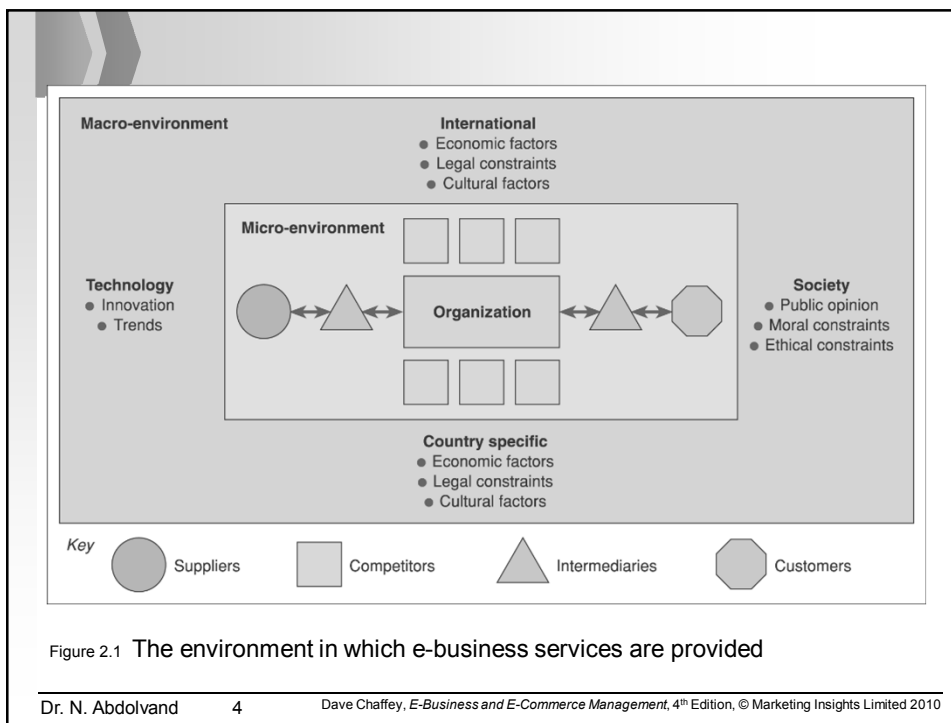 Macro-environment
International
● Economic factors
● Legal constraints
● Cultural factors
Micro-environment
Technology
● Innovation
● Trends
Organization
Society
● Public opinion
● Moral constraints
● Ethical constraints
Country specific
● Economic factors
● Legal constraints
● Cultural factors
Key
Suppliers
Competitors
Intermediaries
Customers
Figure 2.1 The environment in which e-business services are provided
Dr. N. Abdolvand 4 Dave Chaffey, E-Business and E-Commerce Management, 4th Edition, © Marketing Insights Limited 2010